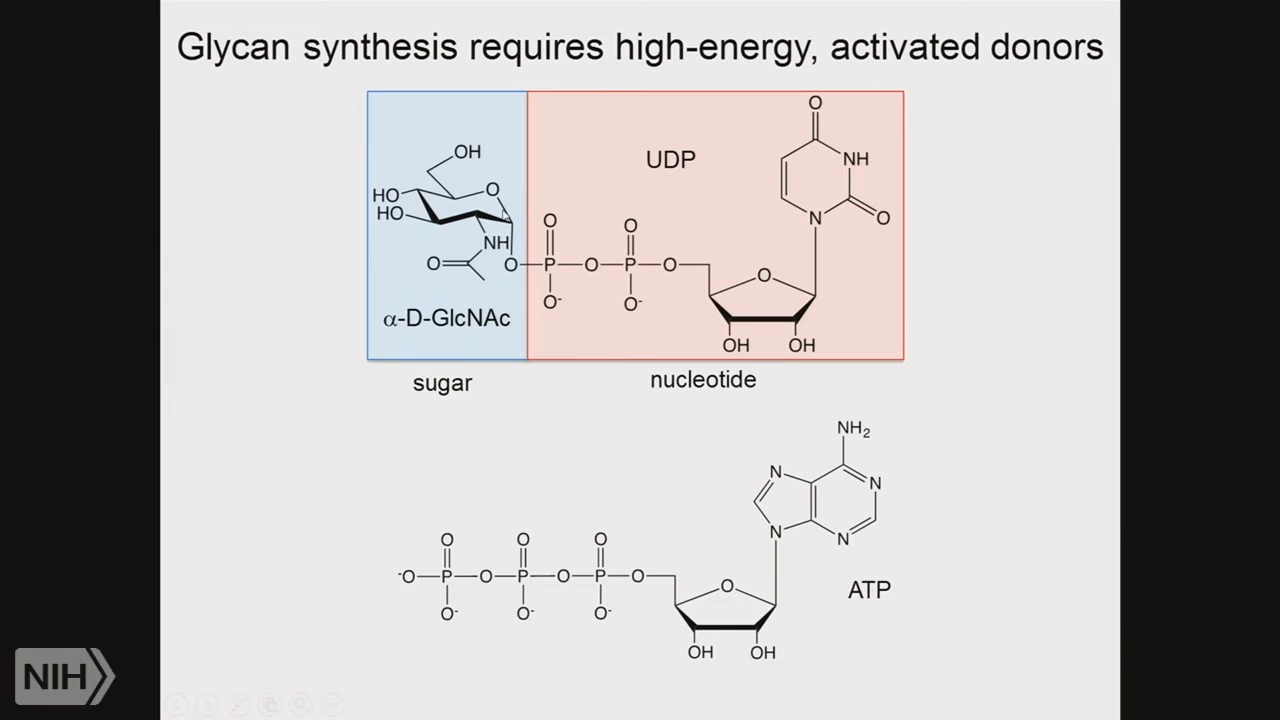 Glycan synthesis requires high-energy, activated donors
O
OH
UDP
NH
HO
O
HO
N
O
NH
O
O
O
O
O
P
O
P
O
O
O-
O-
α-D-GlcNAc
OH
OH
sugar
nucleotide
NH2
N
N
N
N
O
O
O
-O
P
O
P
O
P
O
O
ATP
O-
O-
O-
OH
OH
NIH